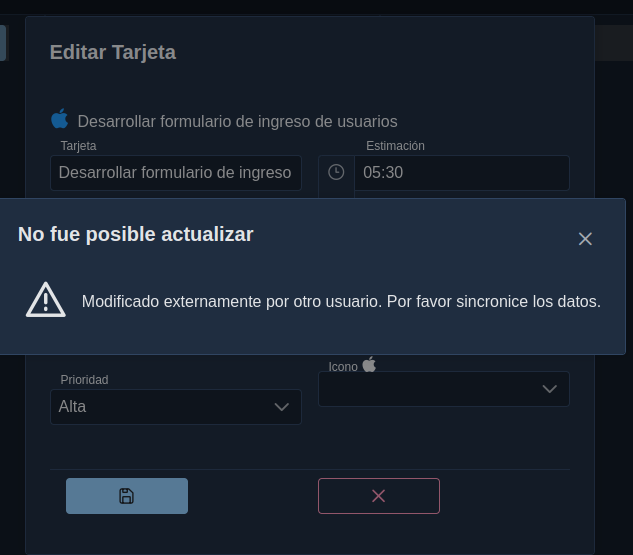 Editar Tarjeta
Desarrollar formulario de ingreso de usuarios
Tarjeta
Estimación
Desarrollar formulario de ingreso
05:30
No fue posible actualizar
Modificado externamente por otro usuario. Por favor sincronice los datos.
Prioridad
Icono
Alta